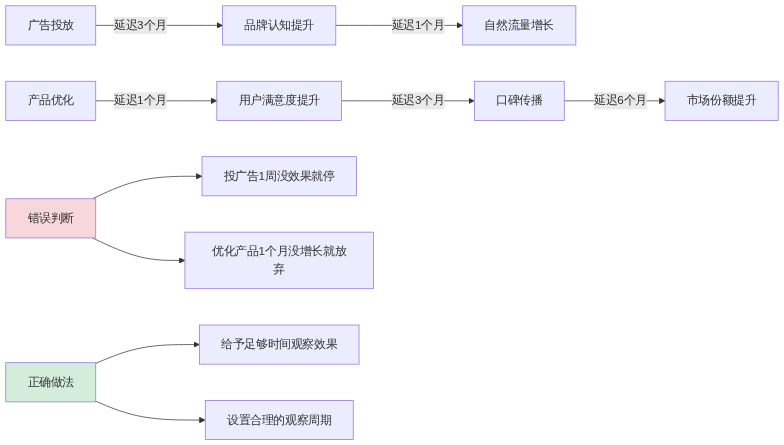 广告投放
延迟3个月
品牌认知提升
延迟1个月
自然流量增长
产品优化
延迟1个月
用户满意度提升
延迟3个月
口碑传播
延迟6个月
市场份额提升
错误判断
投广告1周没效果就停
优化产品1个月没增长就放
弃
正确做法
给予足够时间观察效果
设置合理的观察周期